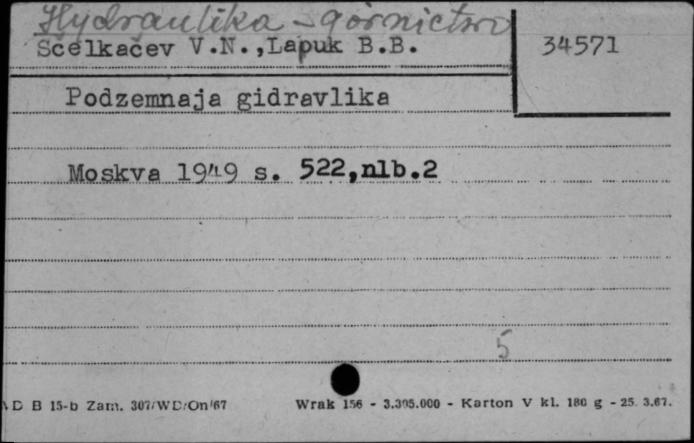 Hydraulika - górnictwo
Ščelkačev V.N.,Lapuk B.B.
34571
Podzemnaja gidravlika
Moskva 1949 s. 522,nlb.2
5
D B 15-b Zam. 307/WD/On/67
Wrak 156 - 3.305.000 - Karton V kl. 180 g - 25. 3.67.